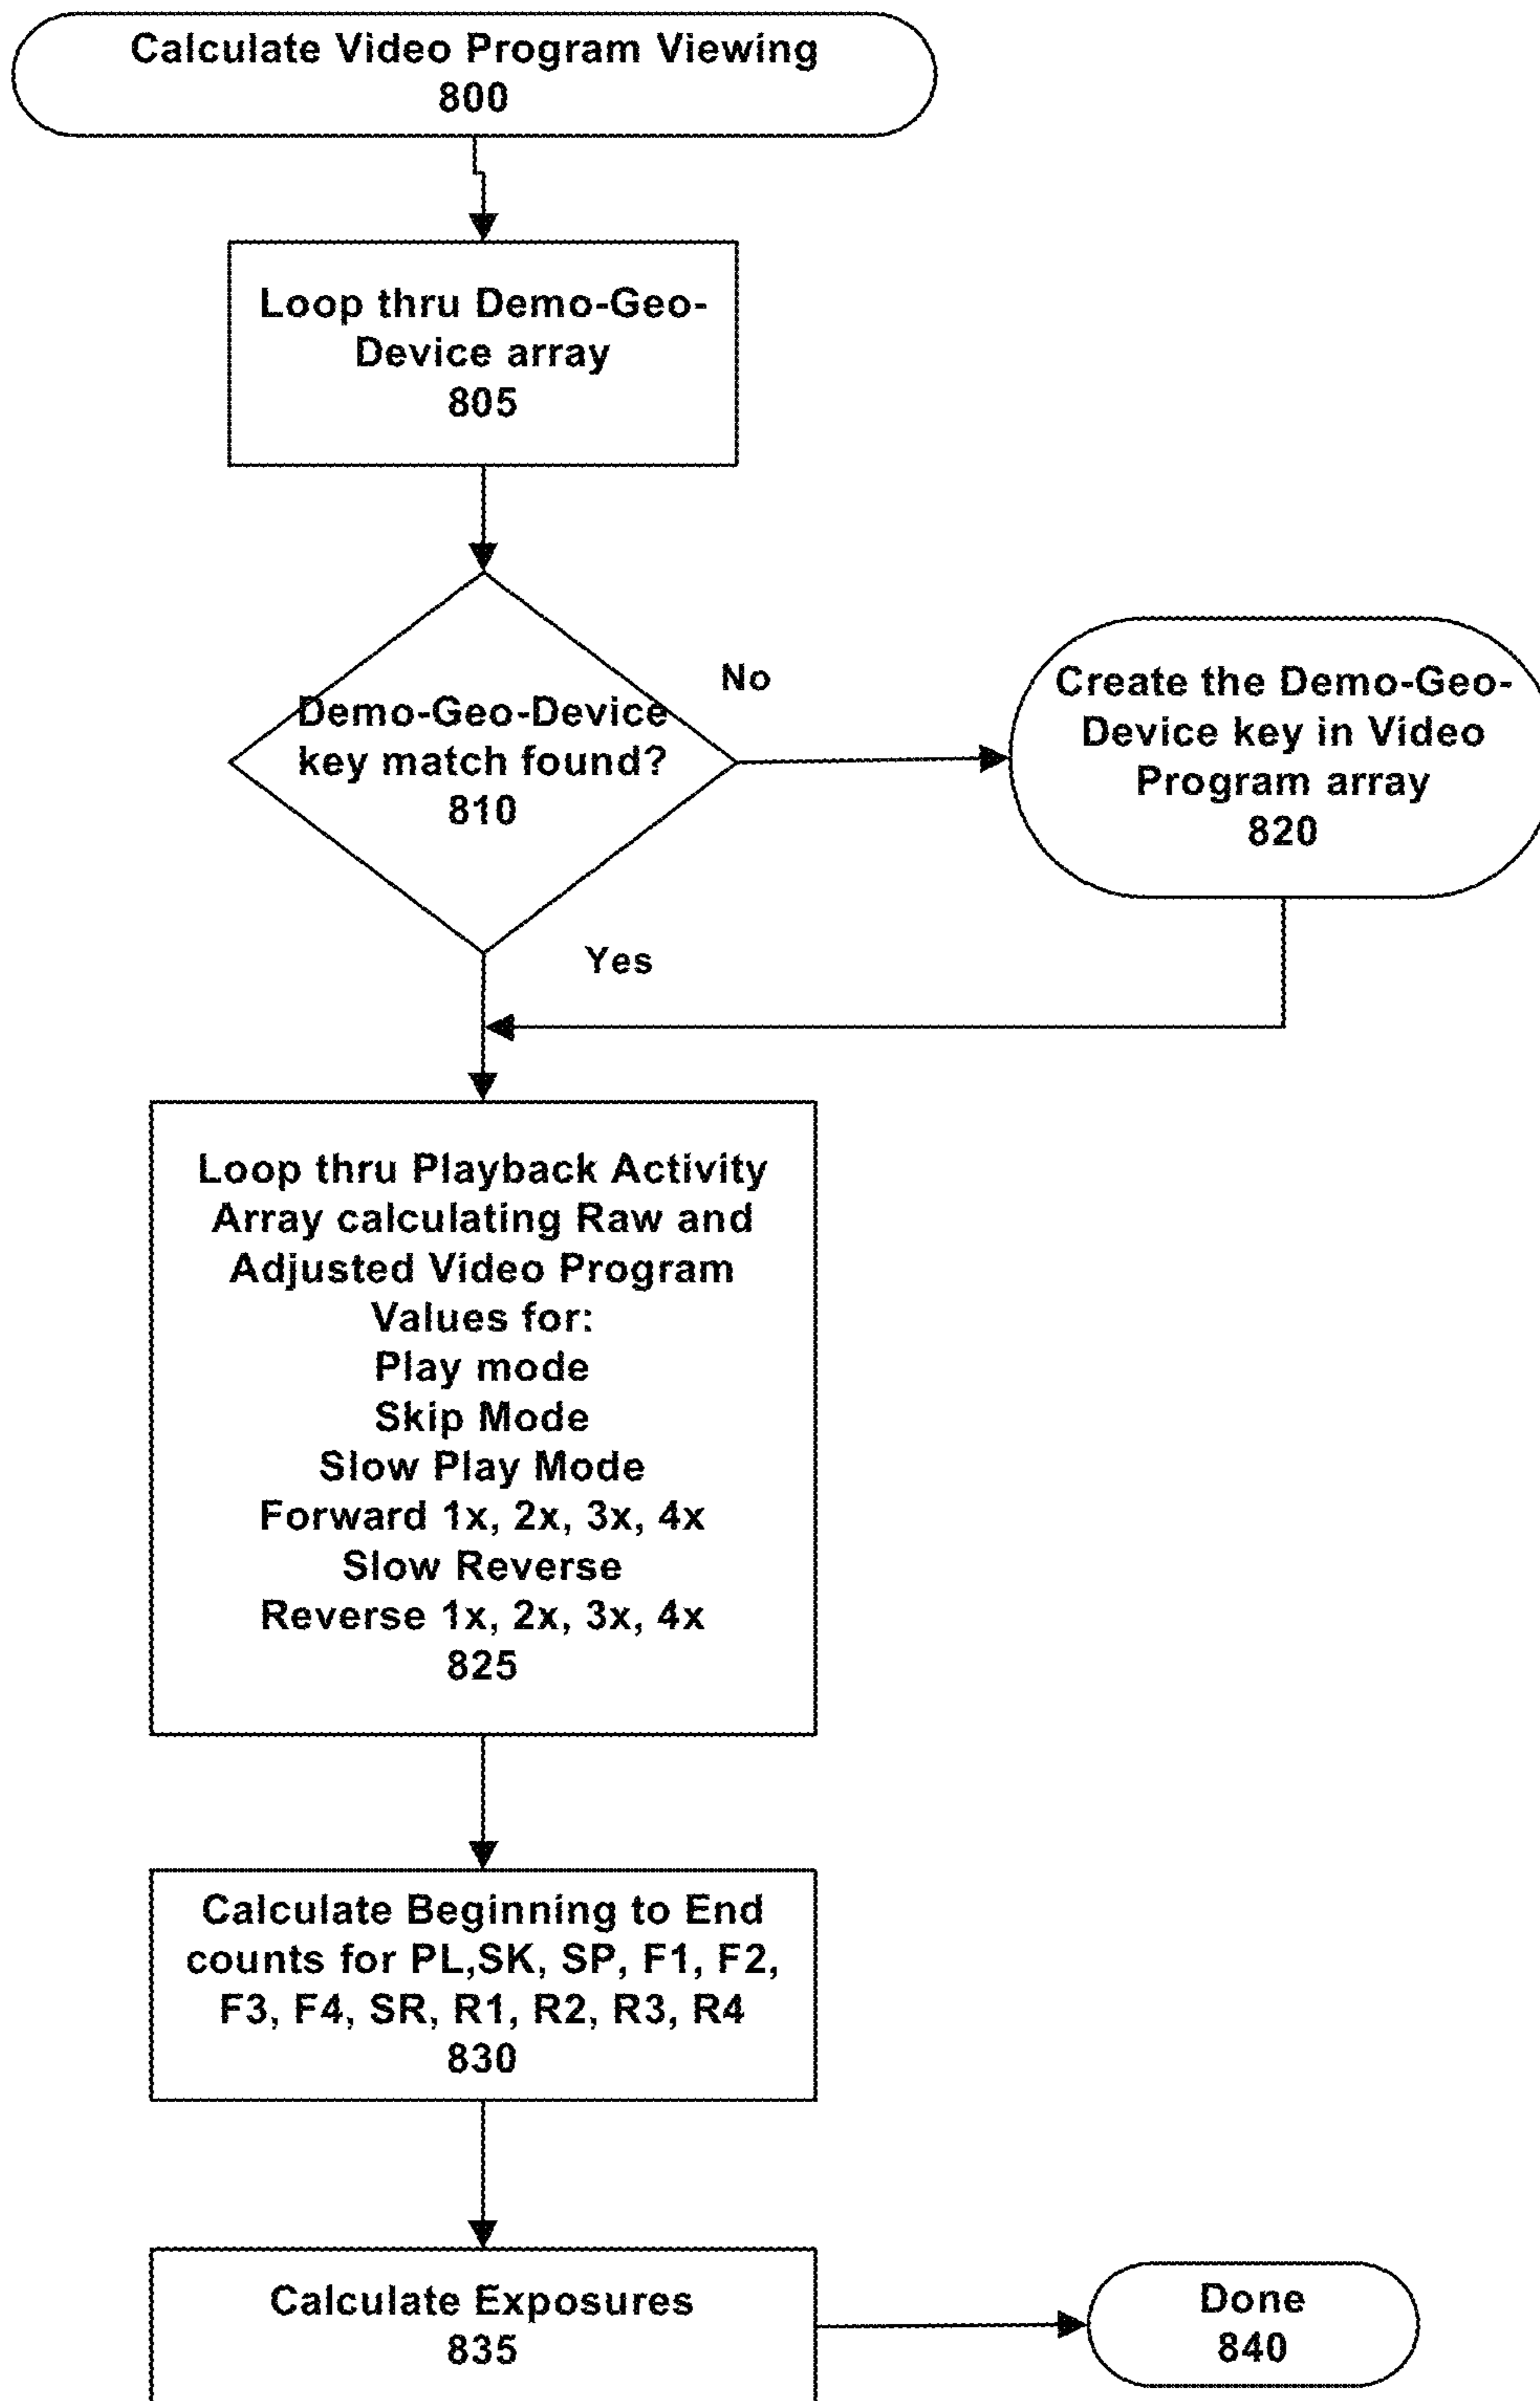 Calculate Video Program Viewing
800
Loop thru Demo-Geo-
Device array
805
Demo-Geo-Device
key match found?
810
No
Create the Demo-Geo-
Device key in Video
Program array
820
Yes
Loop thru Playback Activity
Array calculating Raw and
Adjusted Video Program
Values for:
Play mode
Skip Mode
Slow Play Mode
Forward 1x, 2x, 3x, 4x
Slow Reverse
Reverse 1x, 2x, 3x, 4x
825
Calculate Beginning to End
counts for PL,SK, SP, F1, F2,
F3, F4, SR, R1, R2, R3, R4
830
Calculate Exposures
835
Done
840